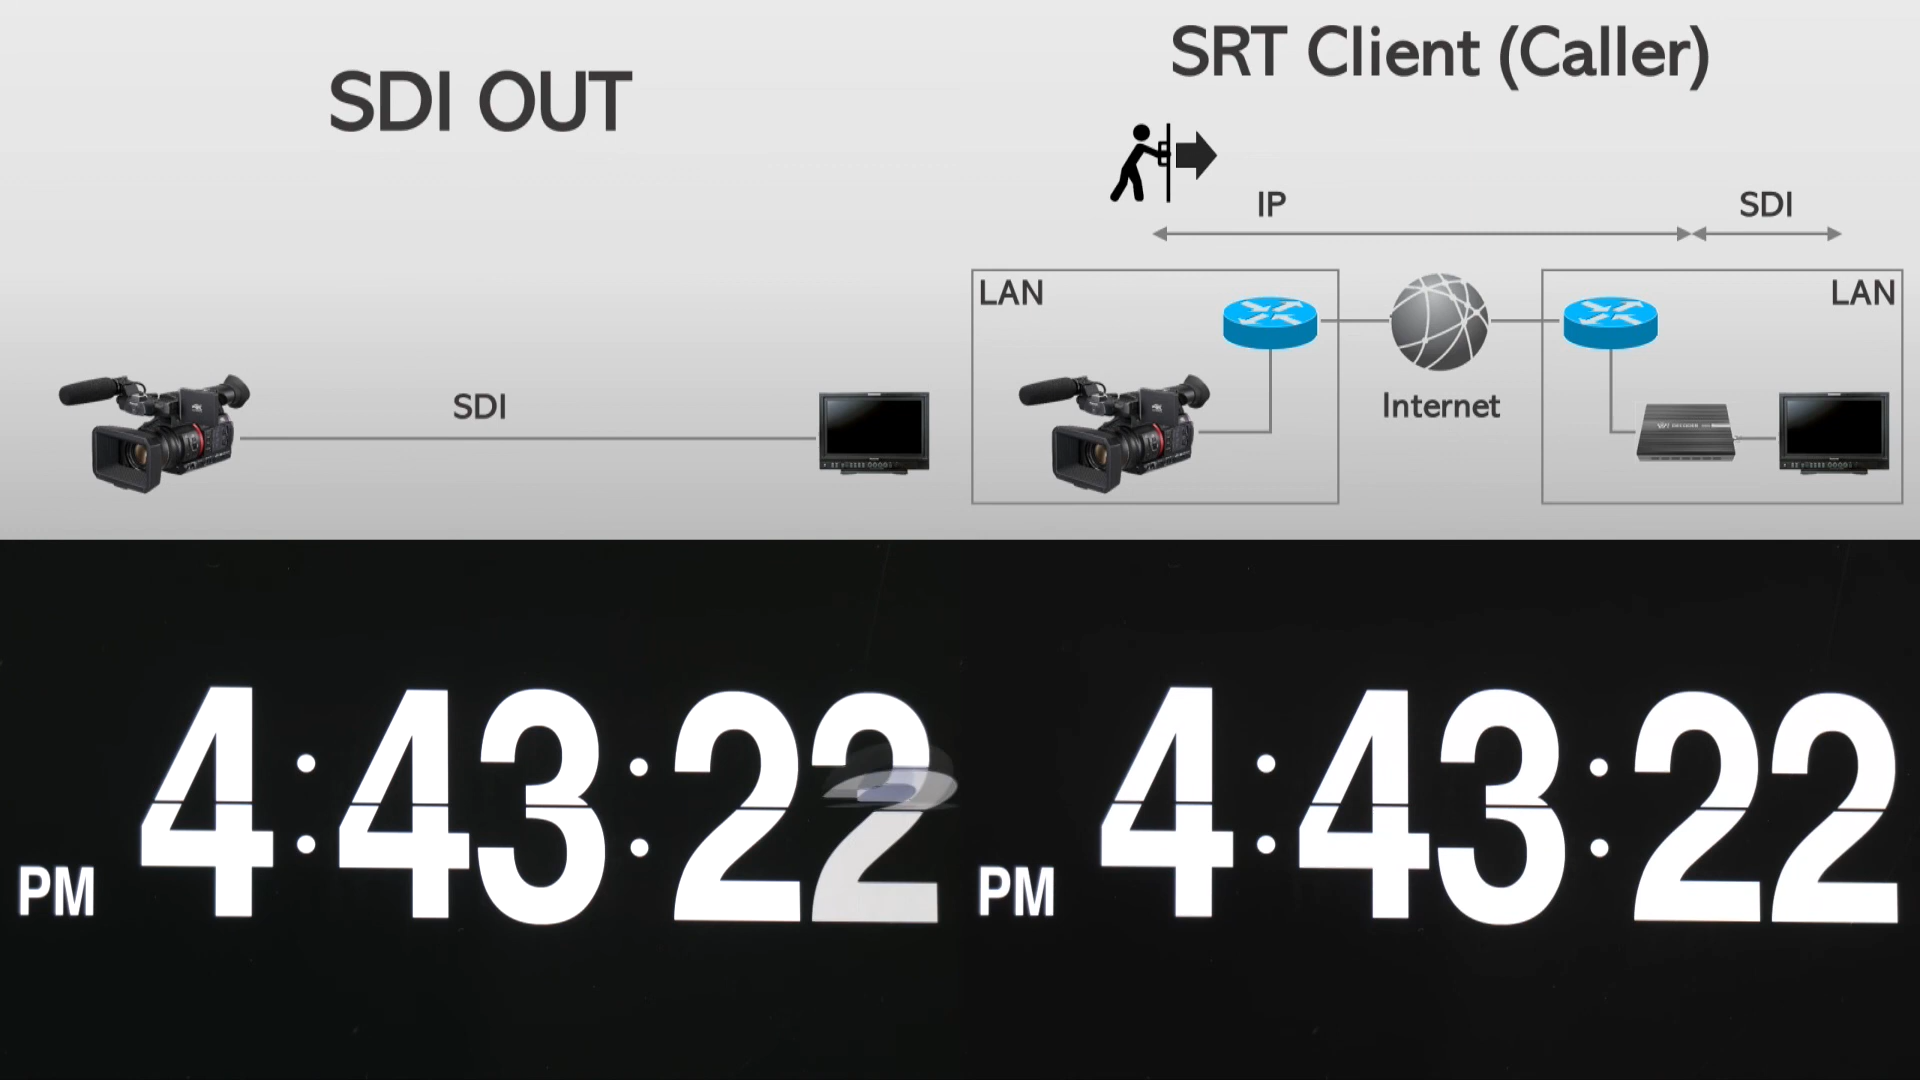 SDI OUT
SRT Client (Caller)
IP
SDI
LAN
LAN
SDI
Internet
PM 4:43:22
PM 4:43:22